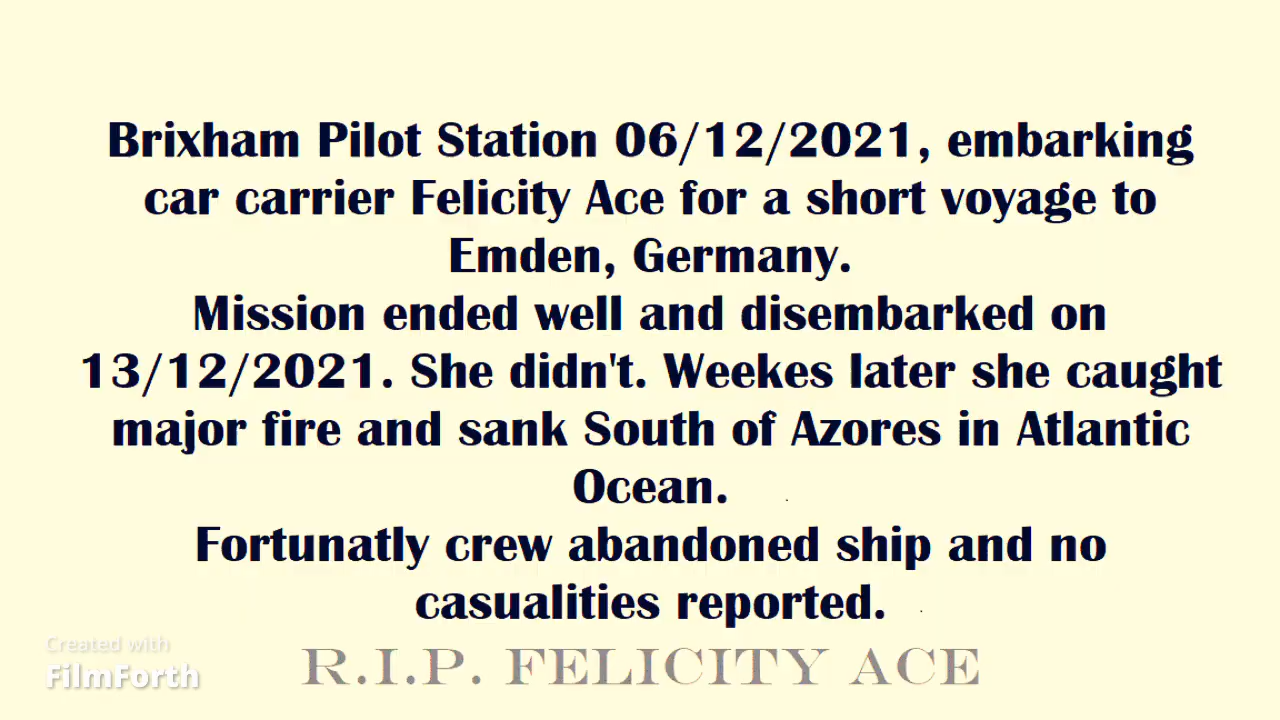 Brixham Pilot Station 06/12/2021, embarking
car carrier Felicity Ace for a short voyage to
Emden, Germany.
Mission ended well and disembarked on
13/12/2021. She didn't. Weekes later she caught
major fire and sank South of Azores in Atlantic
Ocean.
Fortunatly crew abandoned ship and no
casualities reported.
Created with
FilmForth
R.I.P. FELICITY ACE